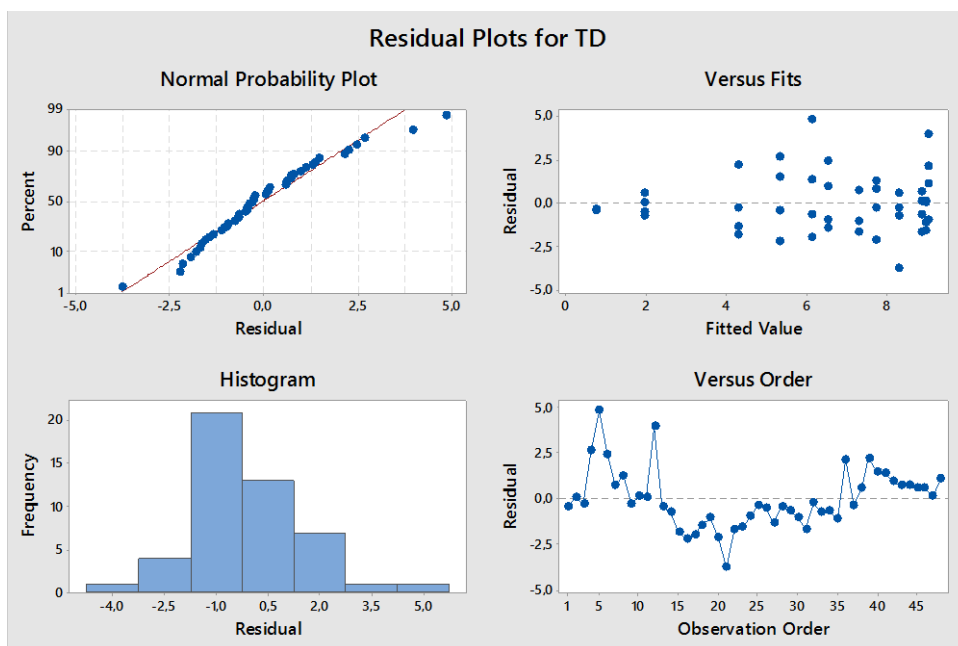 Residual Plots for TD
Normal Probability Plot
Percent
99
90
50
10
1
-5,0 -2,5 0,0 2,5 5,0
Residual
Versus Fits
Residual
5,0
2,5
0,0
-2,5
-5,0
0 2 4 6 8
Fitted Value
Histogram
Frequency
20
15
10
5
0
-4,0 -2,5 -1,0 0,5 2,0 3,5 5,0
Residual
Versus Order
Residual
5,0
2,5
0,0
-2,5
-5,0
1 5 10 15 20 25 30 35 40 45
Observation Order